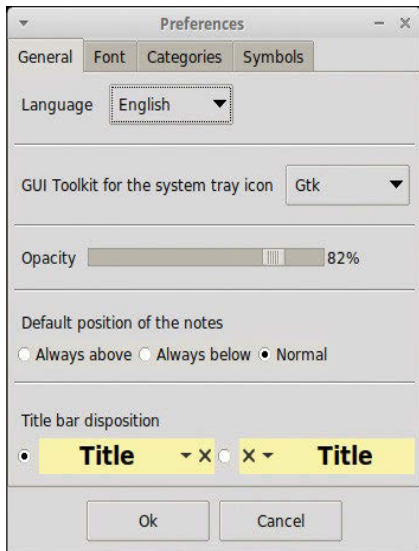 Preferences
General Font Categories Symbols
Language English
GUI Toolkit for the system tray icon Gtk
Opacity 82%
Default position of the notes
Always above Always below Normal
Title bar disposition
Title Title
Ok Cancel